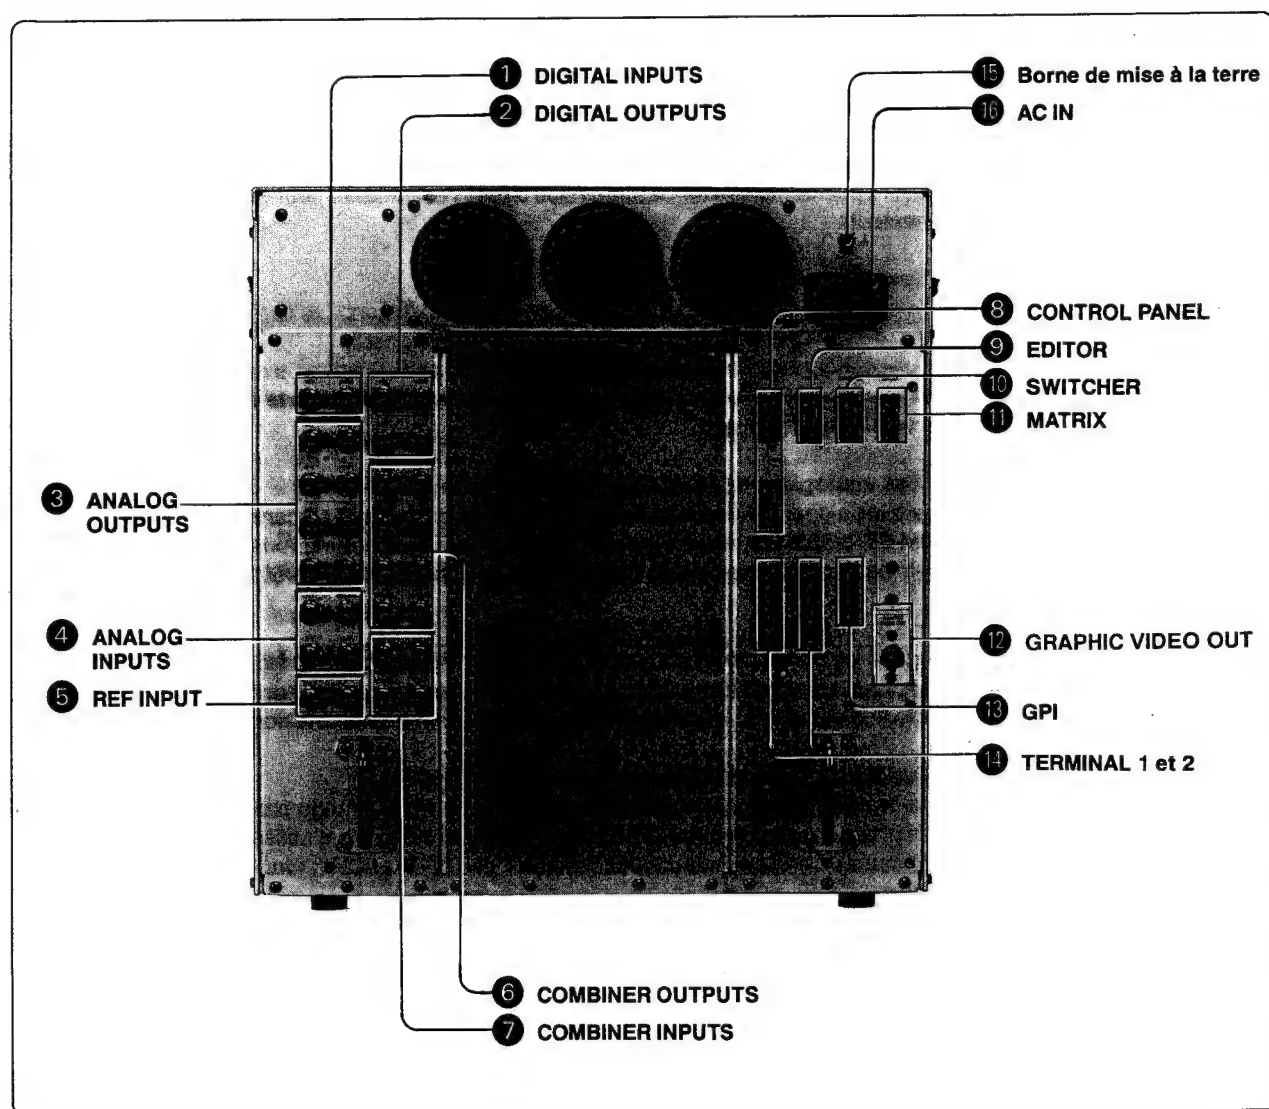 1 DIGITAL INPUTS
2 DIGITAL OUTPUTS
15 Borne de mise à la terre
16 AC IN
8 CONTROL PANEL
9 EDITOR
10 SWITCHER
11 MATRIX
3 ANALOG
OUTPUTS
4 ANALOG
INPUTS
5 REF INPUT
12 GRAPHIC VIDEO OUT
13 GPI
14 TERMINAL 1 et 2
6 COMBINER OUTPUTS
7 COMBINER INPUTS